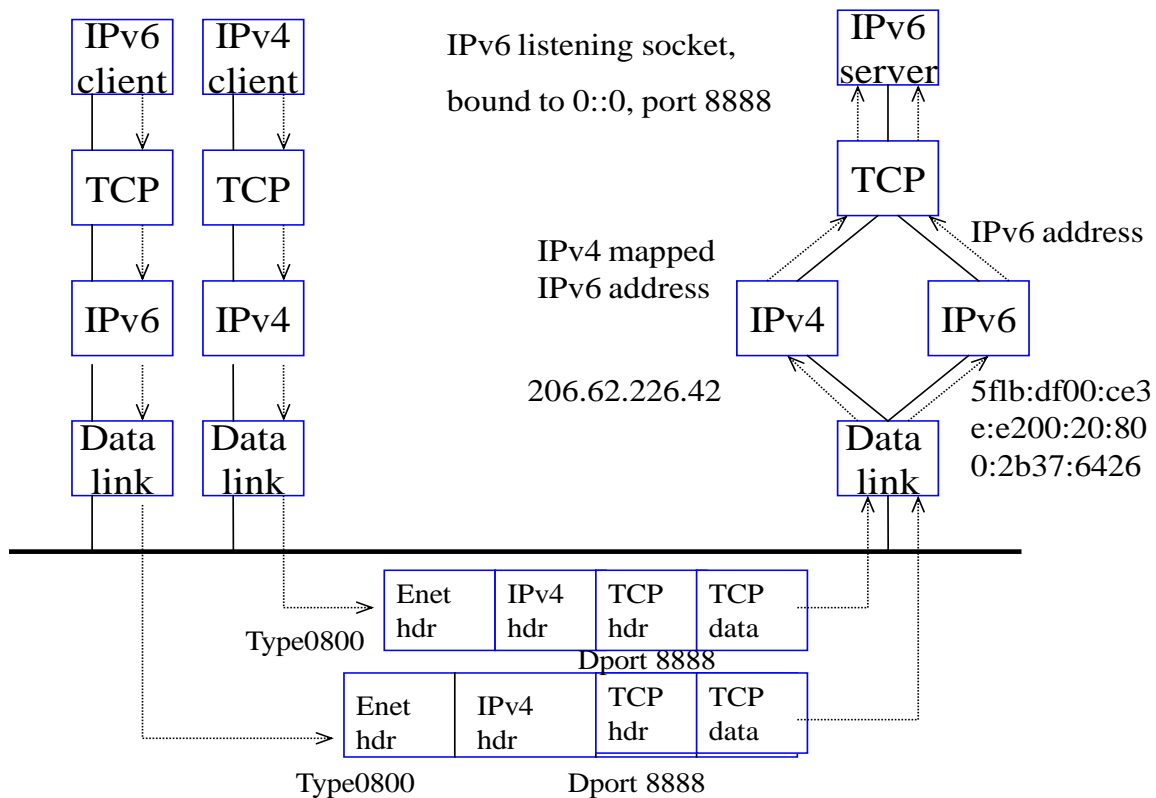 IPv6
client
IPv4
client
IPv6 listening socket,
bound to 0::0, port 8888
IPv6
server
TCP
TCP
TCP
IPv4 mapped
IPv6 address
IPv6 address
IPv6
IPv4
IPv4
IPv6
206.62.226.42
5flb:df00:ce3
e:e200:20:80
0:2b37:6426
Data
link
Data
link
Data
link
Enet
hdr
IPv4
hdr
TCP
hdr
TCP
data
Type0800
Dport 8888
Enet
hdr
IPv4
hdr
TCP
hdr
TCP
data
Type0800
Dport 8888